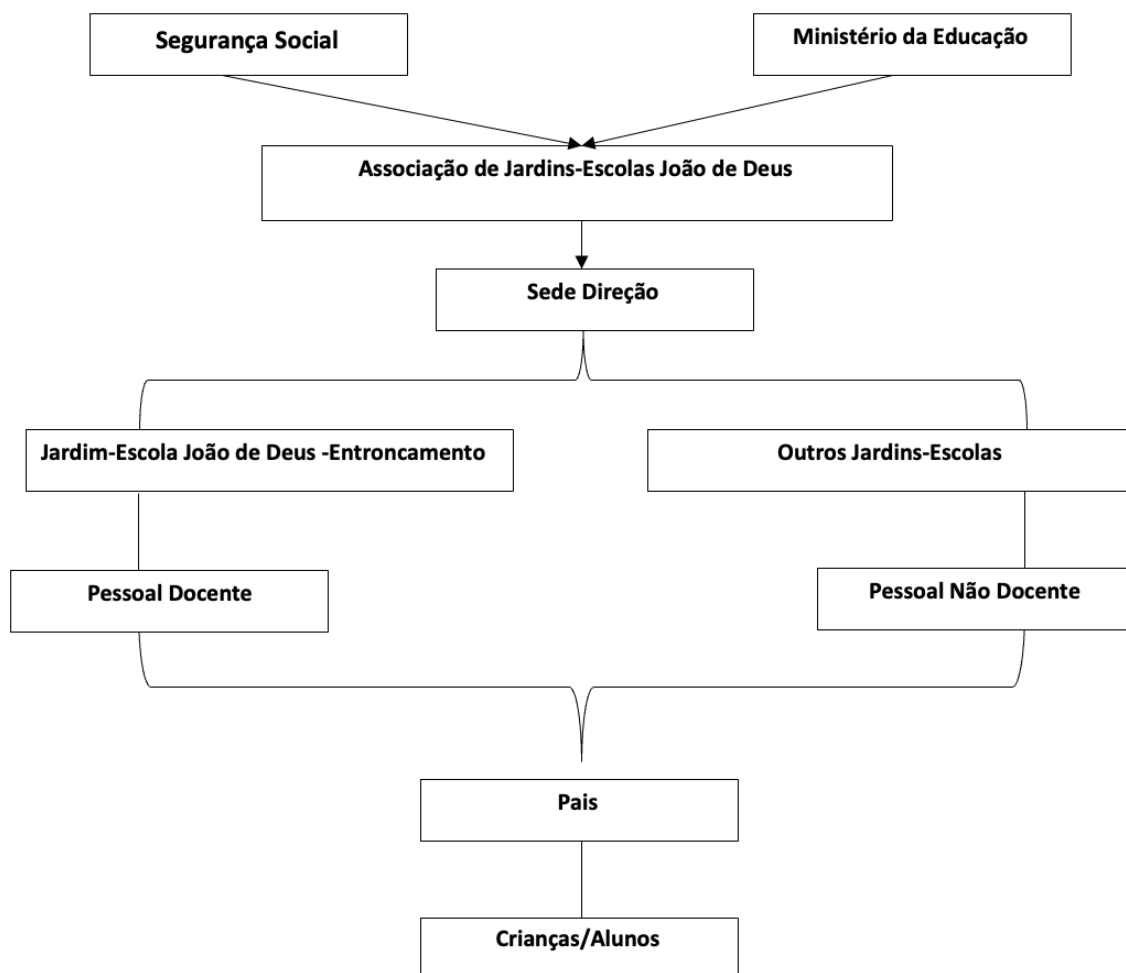 Segurança Social
Ministério da Educação
Associação de Jardins-Escolas João de Deus
Sede Direção
Jardim-Escola João de Deus -Entroncamento
Outros Jardins-Escolas
Pessoal Docente
Pessoal Não Docente
Pais
Crianças/Alunos